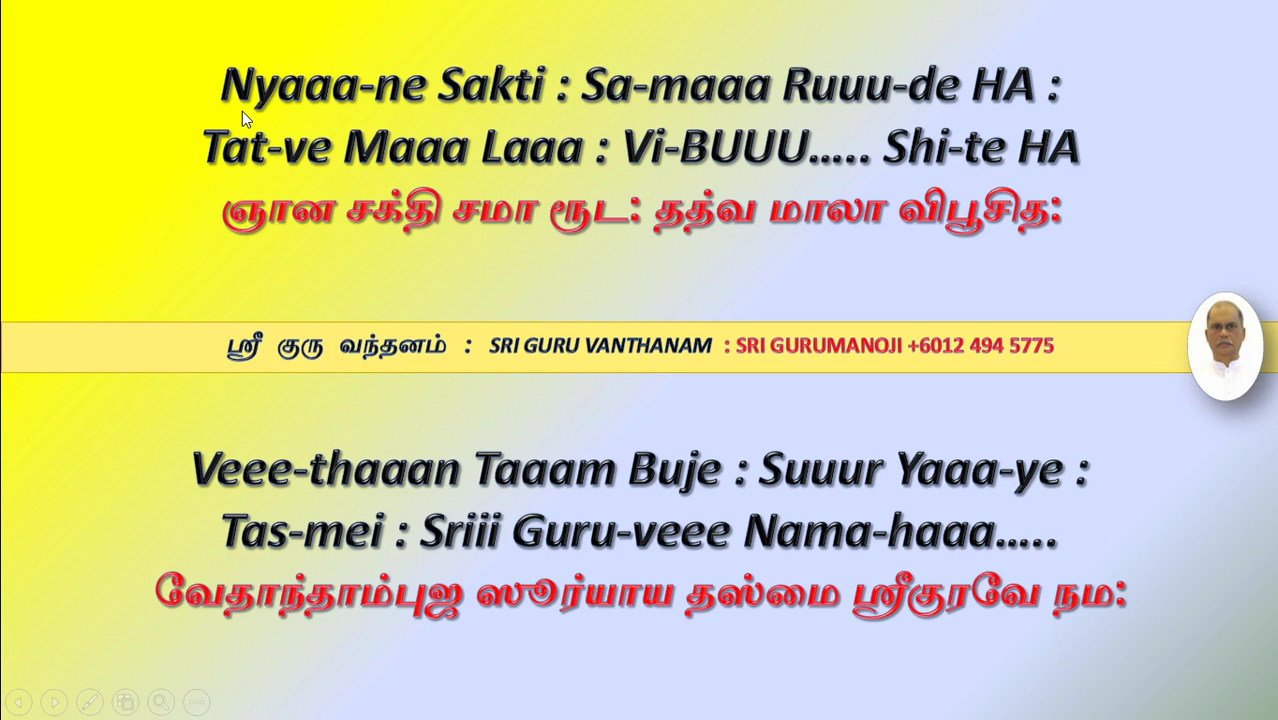 Nyaaa-ne Sakti : Sa-maaa Ruuu-de HA :
Tat-ve Maaa Laaa : Vi-BUUU..... Shi-te HA
ஞான சக்தி சமா ரூட: தத்வ மாலா விபூசித:
ஸ்ரீ குரு வந்தனம் : SRI GURU VANTHANAM : SRI GURUMANOJI +6012 494 5775
Veee-thaaan Taaam Buje : Suuur Yaaa-ye :
Tas-mei : Sriii Guru-veee Nama-haaa.....
வேதாந்தாம்புஜ ஸூர்யாய தஸ்மை ஸ்ரீகுரவே நம: